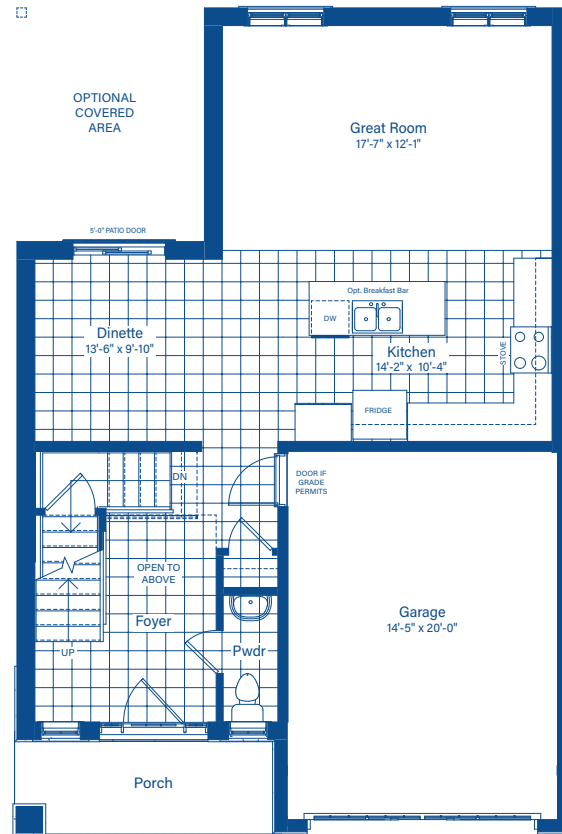 OPTIONAL
COVERED
AREA
Great Room
17'-7" x 12'-1"
5'-0" PATIO DOOR
Opt. Breakfast Bar
DW
Dinette
13'-6" x 9'-10"
Kitchen
14'-2" x 10'-4"
STOVE
FRIDGE
DN
DOOR IF
GRADE
PERMITS
OPEN TO
ABOVE
Foyer
Garage
14'-5" x 20'-0"
UP
Pwdr
Porch